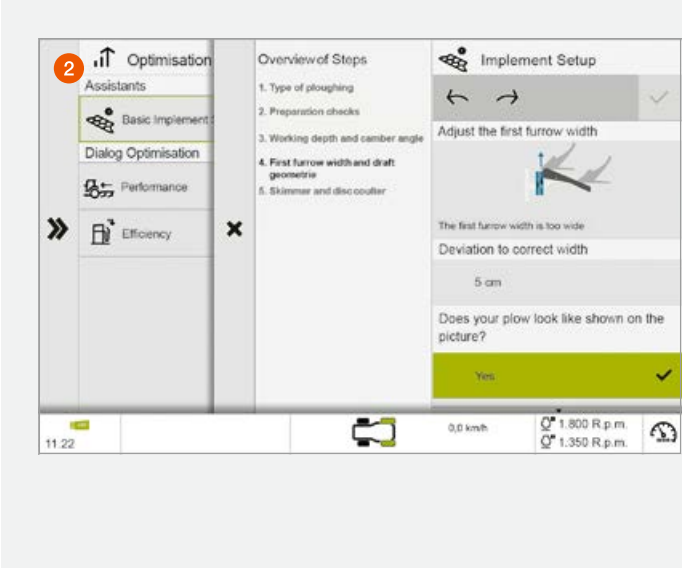 2
Optimisation
Assistants
Basic Implement
Dialog Optimisation
Performance
Efficiency
Overview of Steps
1. Type of ploughing
2. Preparation checks
3. Working depth and camber angle
4. First furrow width and draft
geometrie
5. Skimmer and disc coulter
Implement Setup
Adjust the first furrow width
The first furrow width is too wide
Deviation to correct width
5 cm
Does your plow look like shown on the
picture?
Yes
11.22
0,0 km/h
1.800 R.p.m.
1.350 R.p.m.